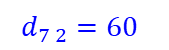 d₇ ₂ = 60